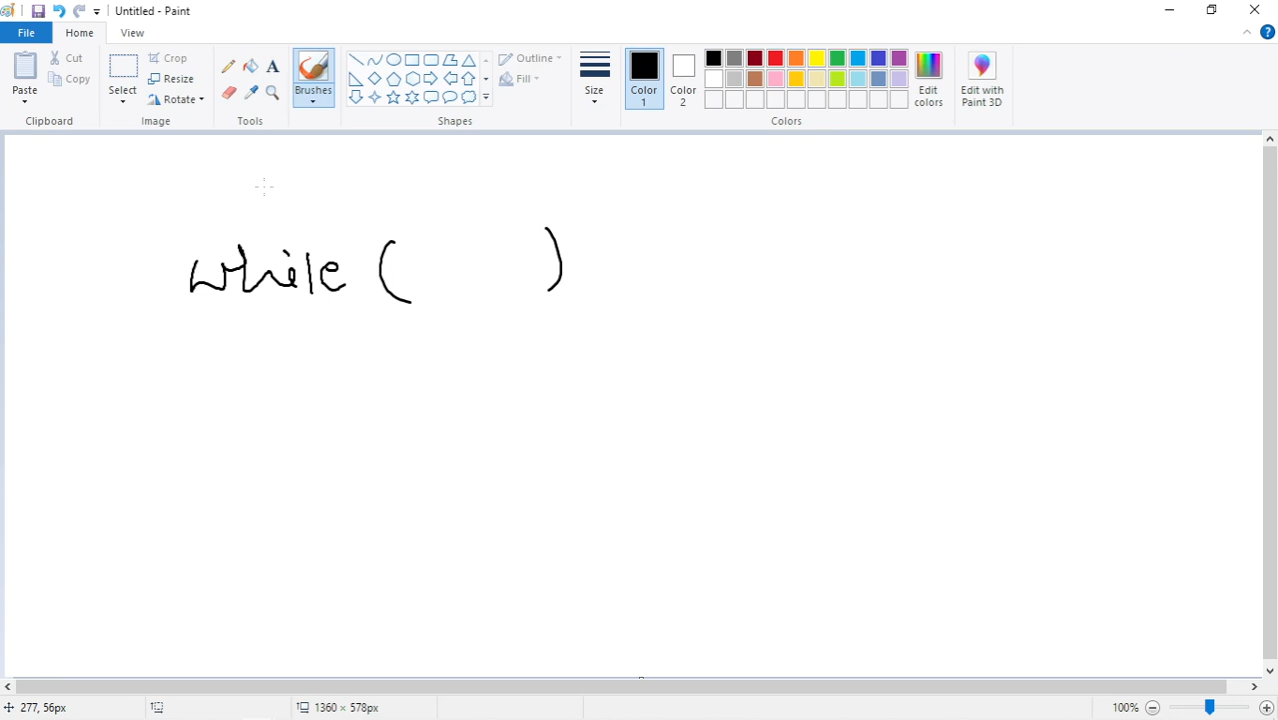 Untitled - Paint
File Home View
Paste
Cut
Copy
Clipboard
Select
Crop
Resize
Rotate
Image
A
Tools
Brushes
Outline
Fill
Shapes
Size
Color 1
Color 2
Edit colors
Colors
Edit with Paint 3D
while ( )
277, 56px
1360 × 578px
100%